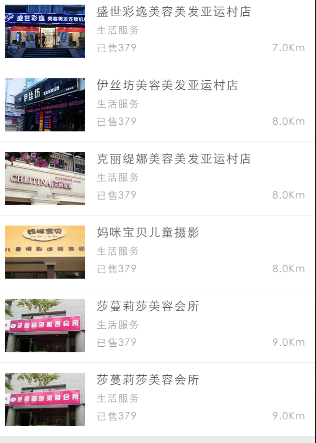 盛世彩逸美容美发亚运村店
生活服务
已售379
7.0Km
伊丝坊美容美发亚运村店
生活服务
已售379
8.0Km
克丽缇娜美容美发亚运村店
生活服务
已售379
8.0Km
CHLITINA
妈咪宝贝儿童摄影
生活服务
已售379
8.0Km
妈咪宝贝
莎蔓莉莎美容会所
生活服务
已售379
9.0Km
莎蔓莉莎美容会所
生活服务
已售379
9.0Km